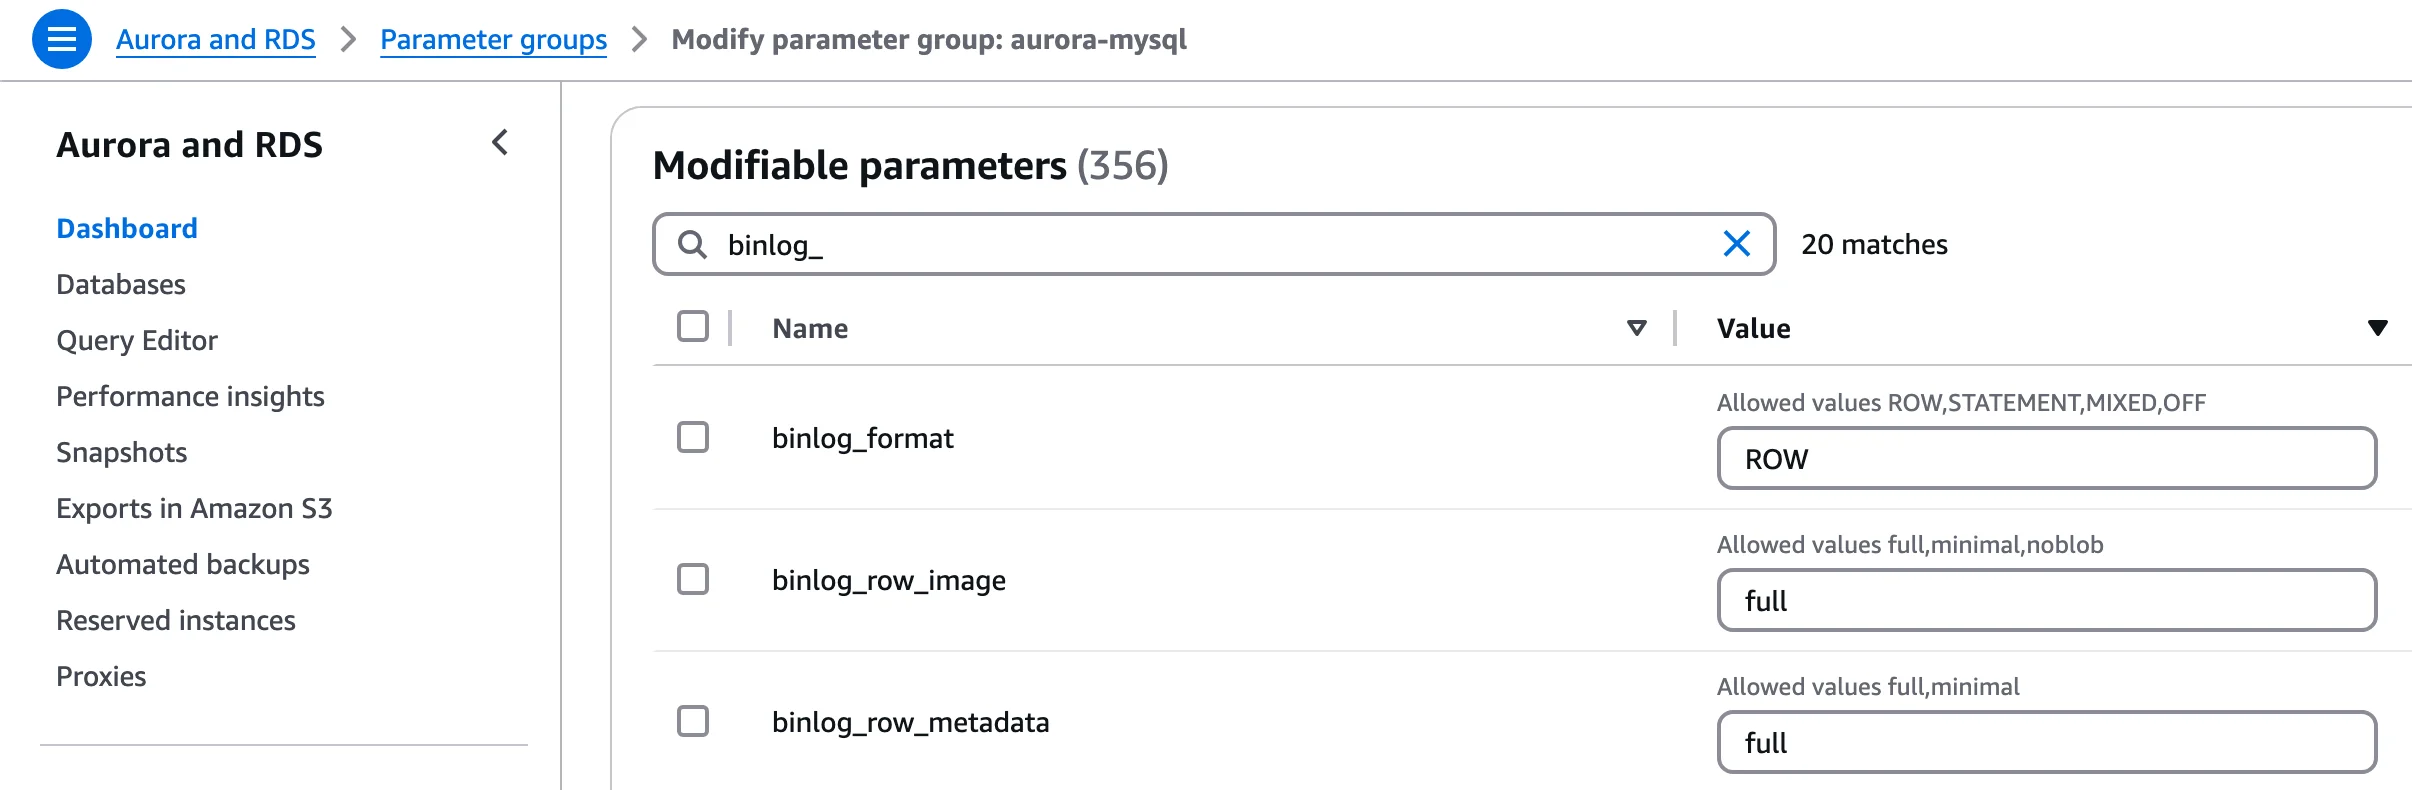 Aurora and RDS > Parameter groups > Modify parameter group: aurora-mysql
Aurora and RDS
Dashboard
Databases
Query Editor
Performance insights
Snapshots
Exports in Amazon S3
Automated backups
Reserved instances
Proxies
Modifiable parameters (356)
binlog_
20 matches
Name
Value
Allowed values ROW,STATEMENT,MIXED,OFF
binlog_format
ROW
Allowed values full,minimal,noblob
binlog_row_image
full
Allowed values full,minimal
binlog_row_metadata
full